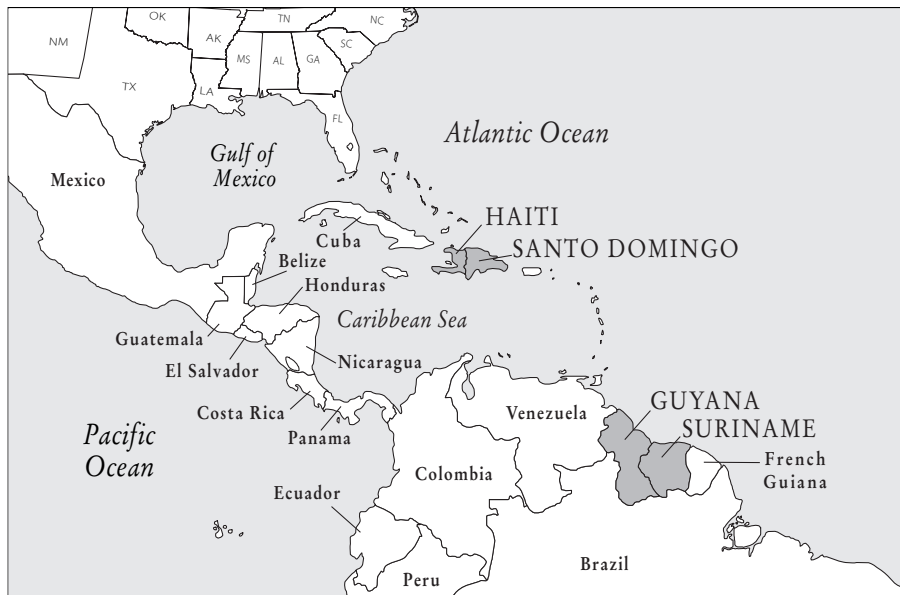 OK
TN
NC
NM
AK
SC
MS
AL
GA
TX
LA
FL
Atlantic Ocean
Gulf of
Mexico
Mexico
HAITI
Cuba
SANTO DOMINGO
Belize
Honduras
Caribbean Sea
Guatemala
El Salvador
Nicaragua
Costa Rica
Panama
Venezuela
GUYANA
SURINAME
Pacific
Ocean
French
Guiana
Colombia
Ecuador
Brazil
Peru